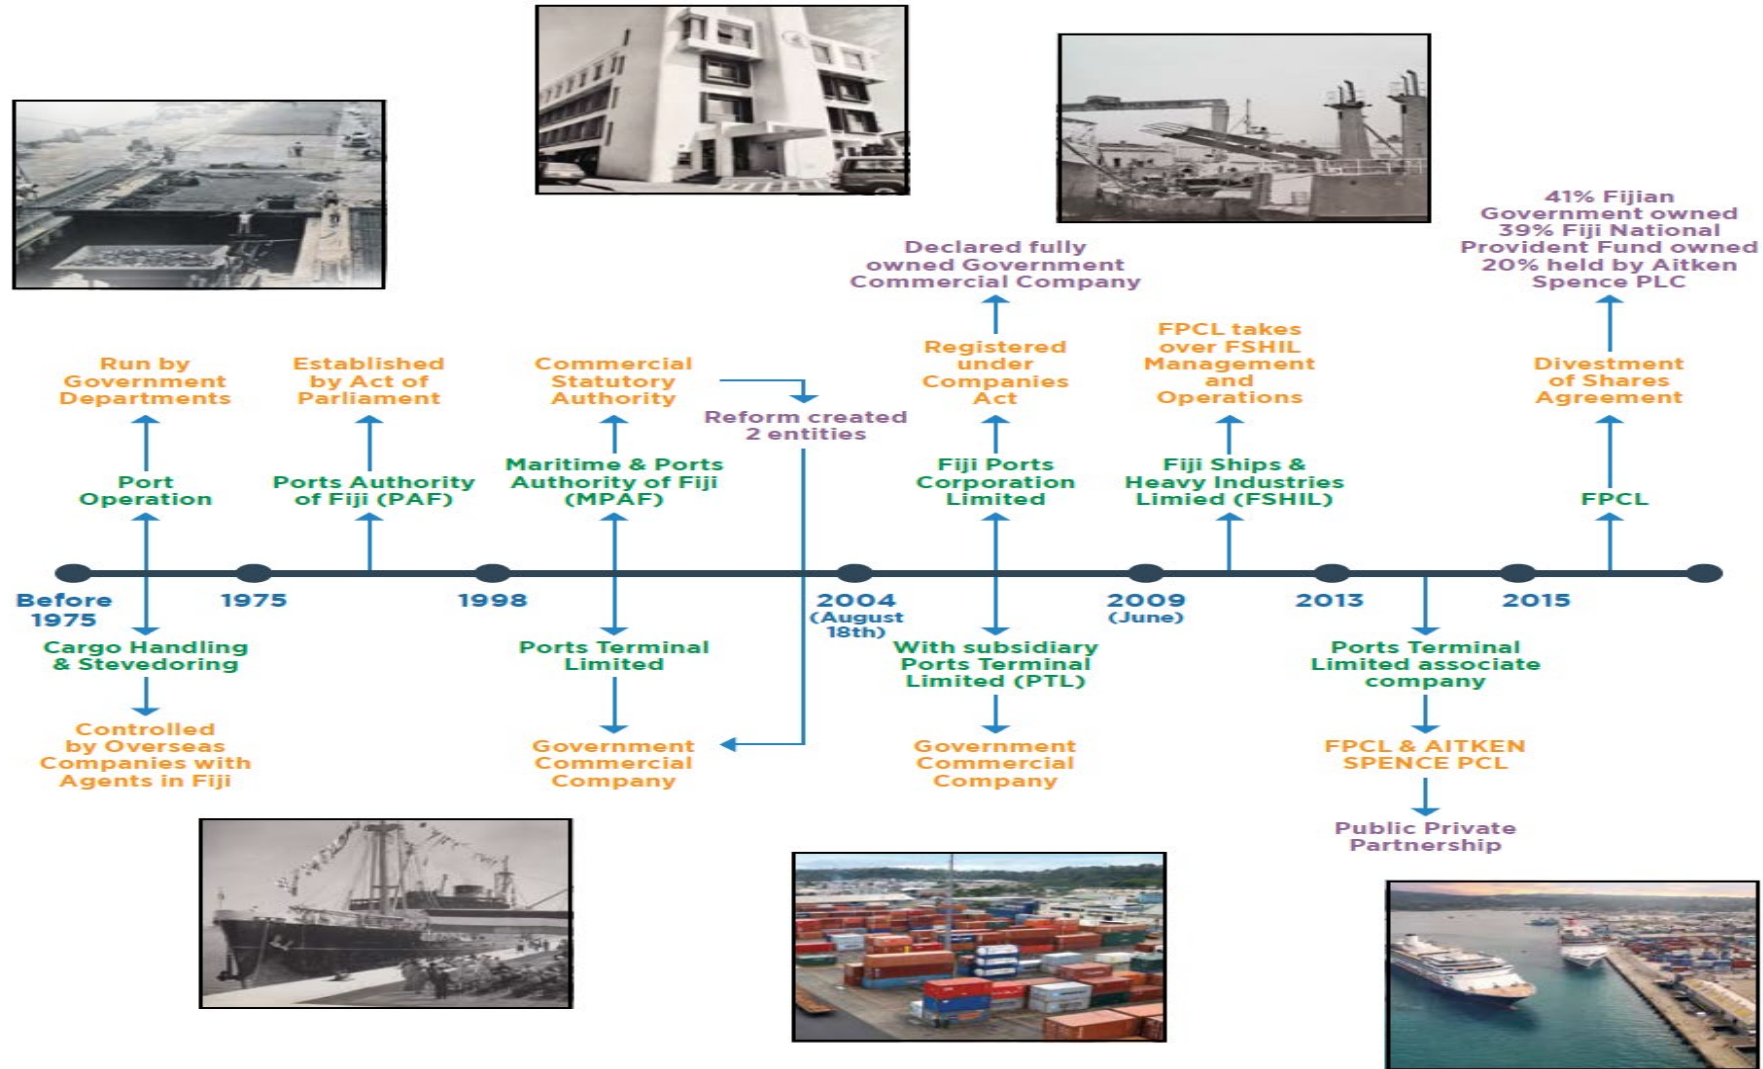 41% Fijian
Government owned
39% Fiji National
Provident Fund owned
20% held by Aitken
Spence PLC
Declared fully
owned Government
Commercial Company
Run by
Government
Departments
Established
by Act of
Parliament
Commercial
Statutory
Authority
Reform created
2 entities
Registered
under
Companies
Act
FPCL takes
over FSHIL
Management
and
Operations
Divestment
of Shares
Agreement
Port
Operation
Ports Authority
of Fiji (PAF)
Maritime & Ports
Authority of Fiji
(MPAF)
Fiji Ports
Corporation
Limited
Fiji Ships &
Heavy Industries
Limied (FSHIL)
FPCL
Before
1975
1975
1998
2004
(August
18th)
2009
(June)
2013
2015
Cargo Handling
& Stevedoring
Ports Terminal
Limited
With subsidiary
Ports Terminal
Limited (PTL)
Ports Terminal
Limited associate
company
Controlled
by Overseas
Companies with
Agents in Fiji
Government
Commercial
Company
Government
Commercial
Company
FPCL & AITKEN
SPENCE PCL
Public Private
Partnership